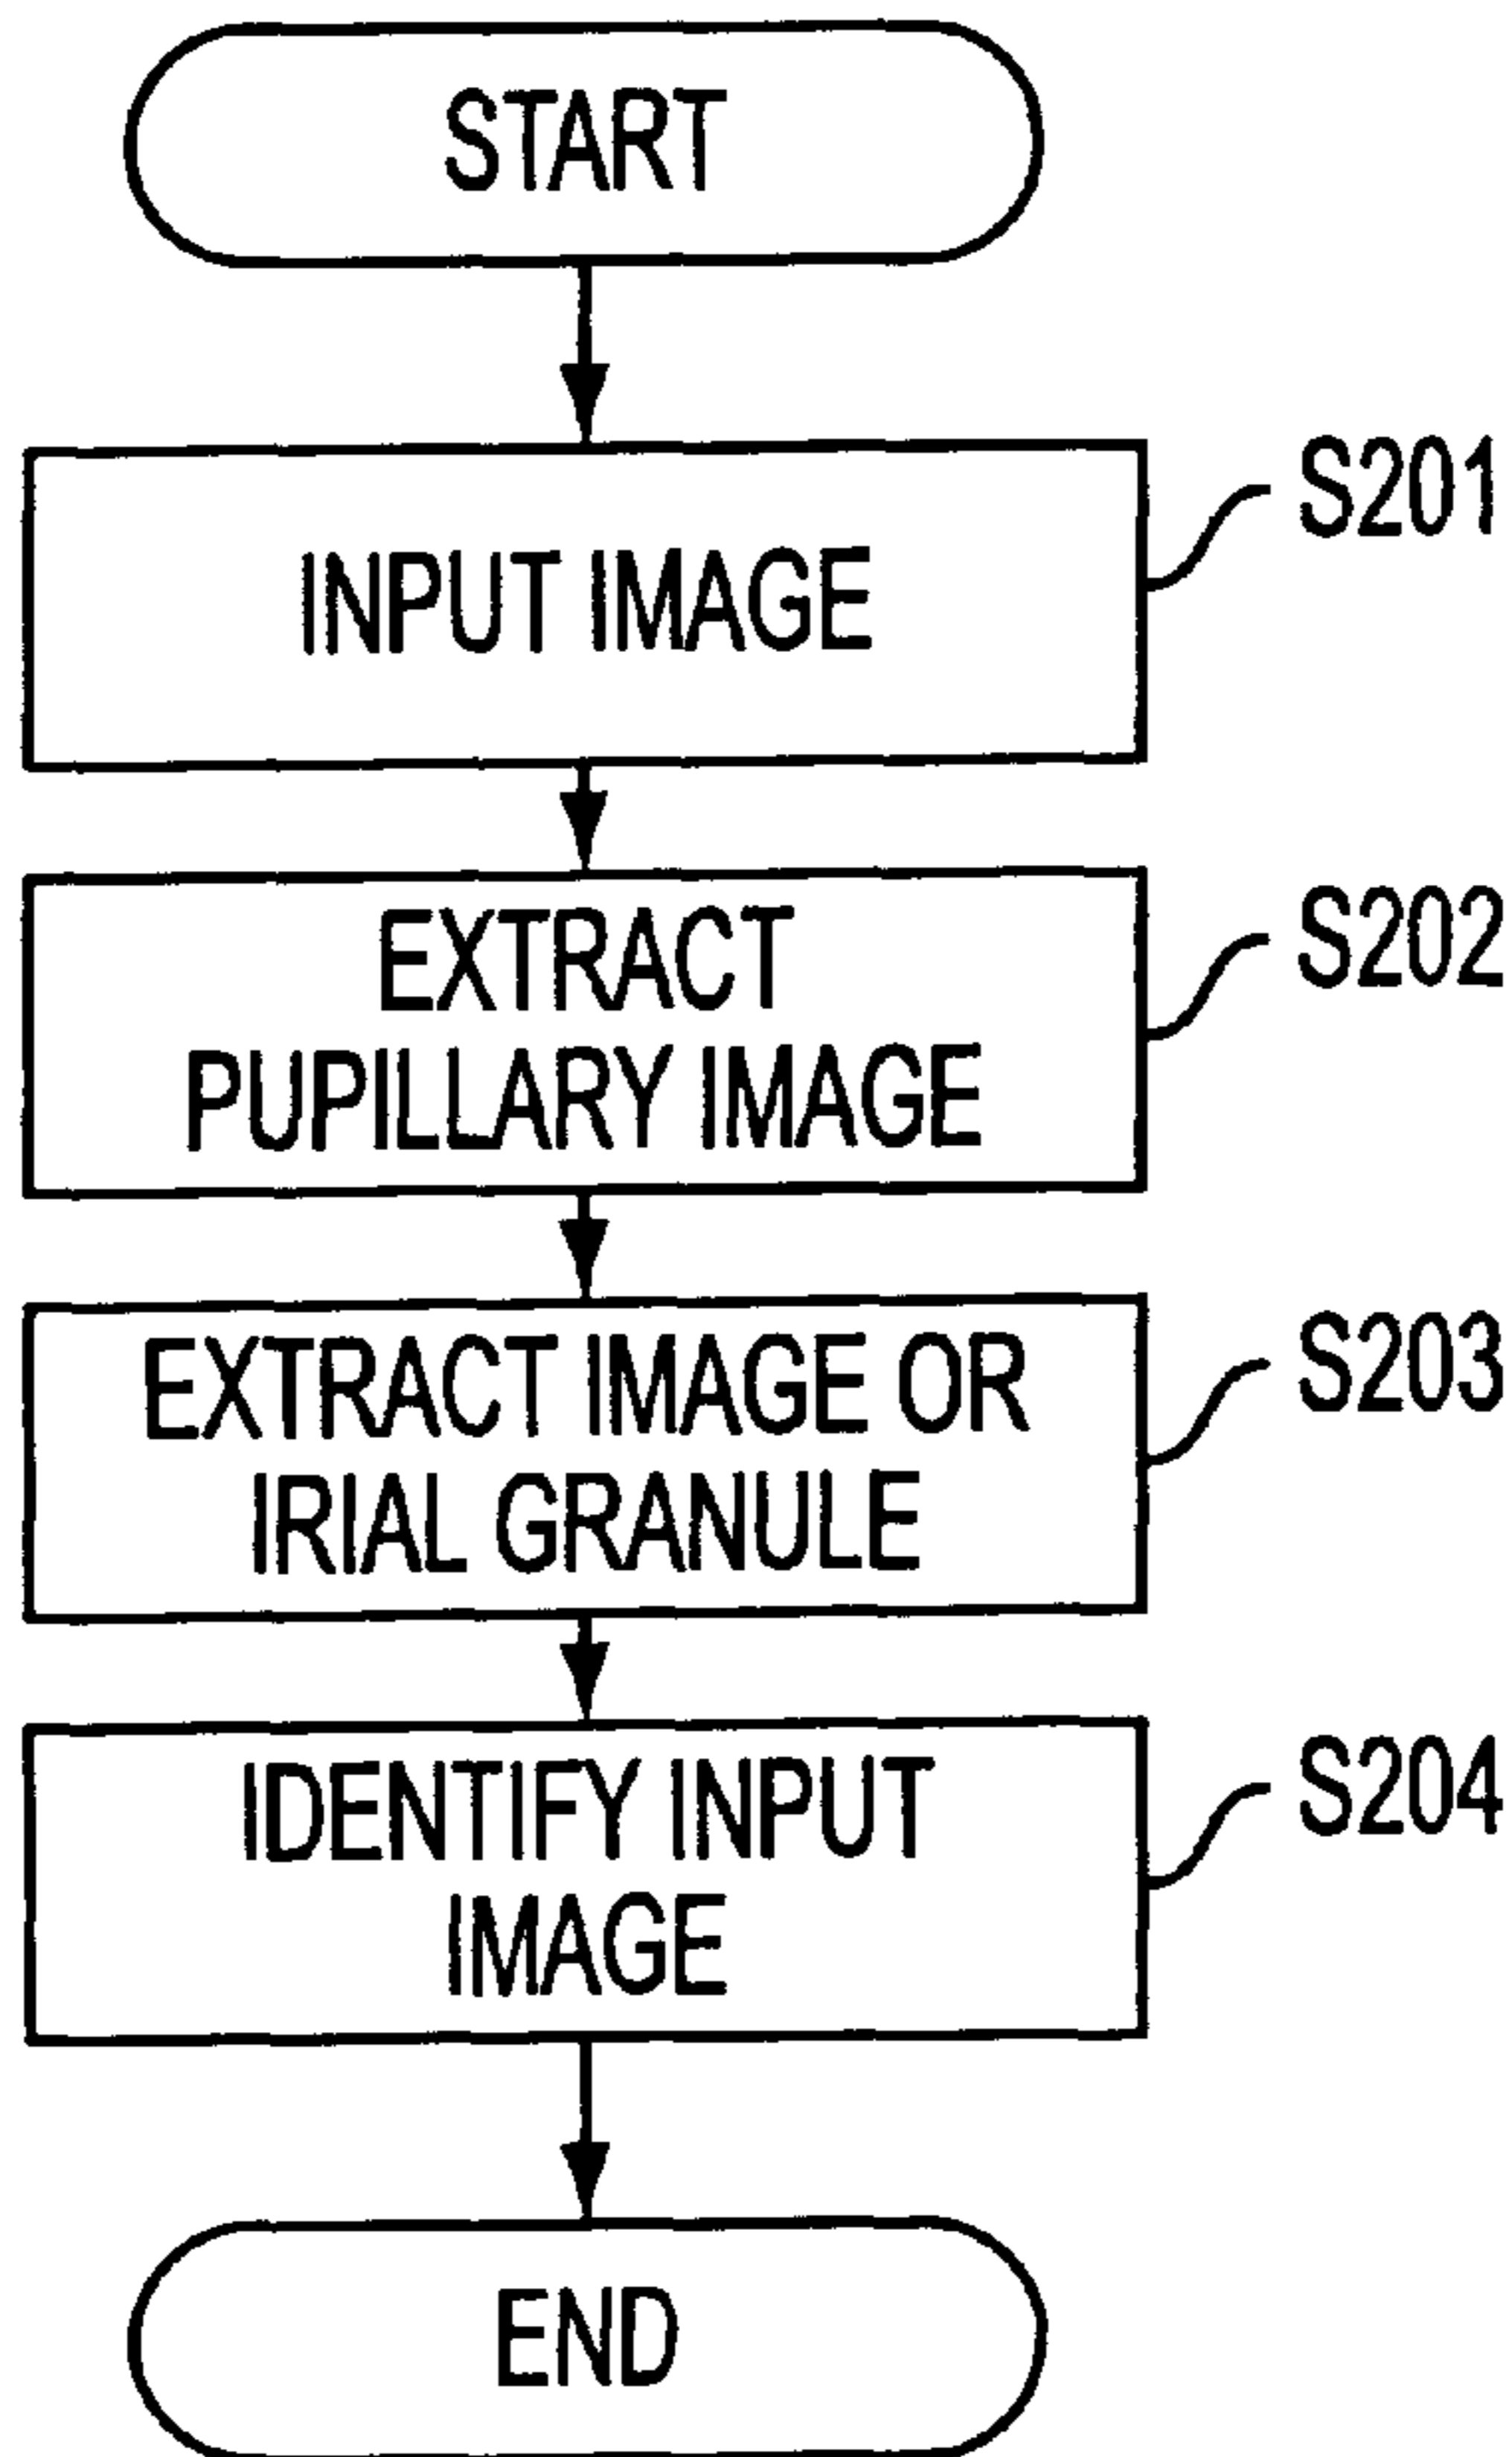 START
INPUT IMAGE
S201
EXTRACT
PUPILLARY IMAGE
S202
EXTRACT IMAGE OR
IRIAL GRANULE
S203
IDENTIFY INPUT
IMAGE
S204
END